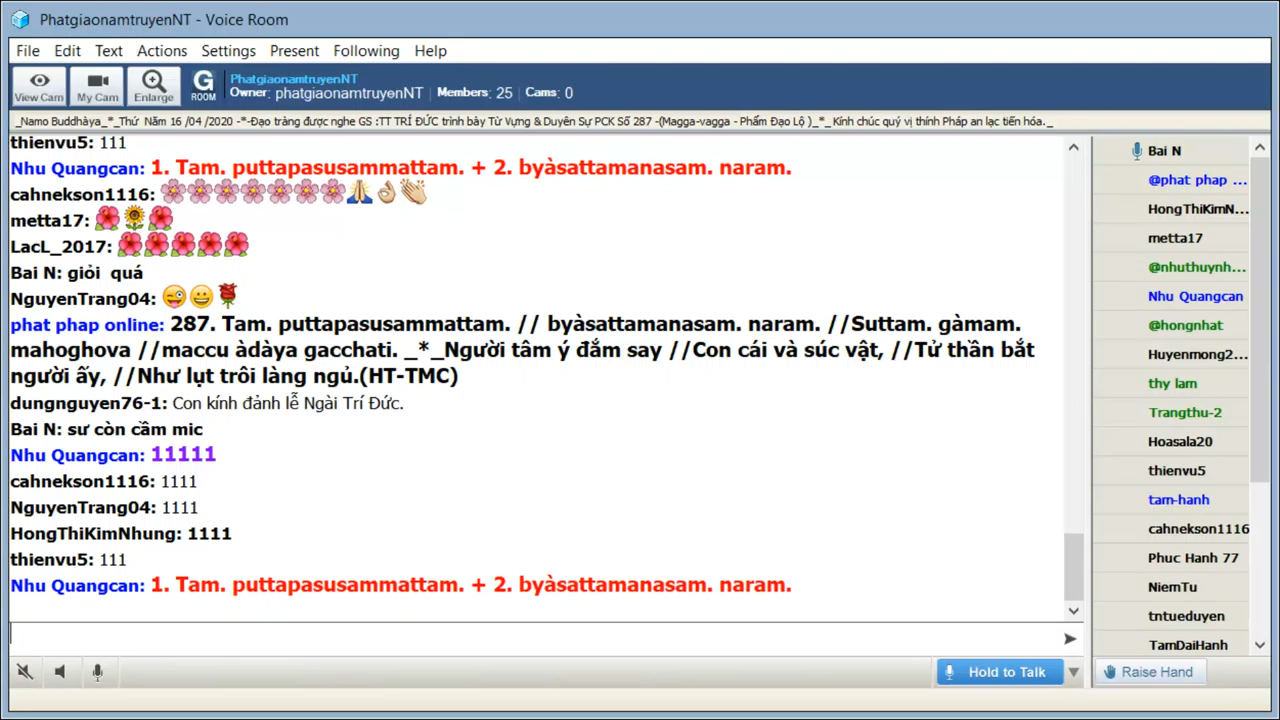 PhatgiaonamtruyenNT - Voice Room
File Edit Text Actions Settings Present Following Help
View Cam My Cam Enlarge G ROOM
PhatgiaonamtruyenNT
Owner: phatgiaonamtruyenNT Members: 25 Cams: 0
_Namo Buddhàya_*_Thứ Năm 16 /04 /2020 -*-Đạo tràng được nghe GS :TT TRÍ ĐỨC trình bày Từ Vựng & Duyên Sự PCK Số 287 -(Magga-vagga - Phẩm Đạo Lộ )_*_ Kính chúc quý vị thính Pháp an lạc tiến hóa._
thienvu5: 111
Nhu Quangcan: 1. Tam. puttapasusammattam. + 2. byàsattamanasam. naram.
cahnekson1116: 🌸🌸🌸🌸🌸🌸🌸🙏👌👏
metta17: 🌺🌻🌺
LacL_2017: 🌺🌺🌺🌺🌺
Bai N: giỏi quá
NguyenTrang04: 😜😀🌹
phat phap online: 287. Tam. puttapasusammattam. // byàsattamanasam. naram. //Suttam. gàmam.
mahoghova //maccu àdàya gacchati. _*_Người tâm ý đắm say //Con cái và súc vật, //Tử thần bắt
người ấy, //Như lụt trôi làng ngủ.(HT-TMC)
dungnguyen76-1: Con kính đảnh lễ Ngài Trí Đức.
Bai N: sư còn cầm mic
Nhu Quangcan: 11111
cahnekson1116: 1111
NguyenTrang04: 1111
HongThiKimNhung: 1111
thienvu5: 111
Nhu Quangcan: 1. Tam. puttapasusammattam. + 2. byàsattamanasam. naram.
Bai N
@phat phap ...
HongThiKimN...
metta17
@nhuthuynh...
Nhu Quangcan
@hongnhat
Huyenmong2...
thy lam
Trangthu-2
Hoasala20
thienvu5
tam-hanh
cahnekson1116
Phuc Hanh 77
NiemTu
tntueduyen
TamDaiHanh
Hold to Talk
Raise Hand